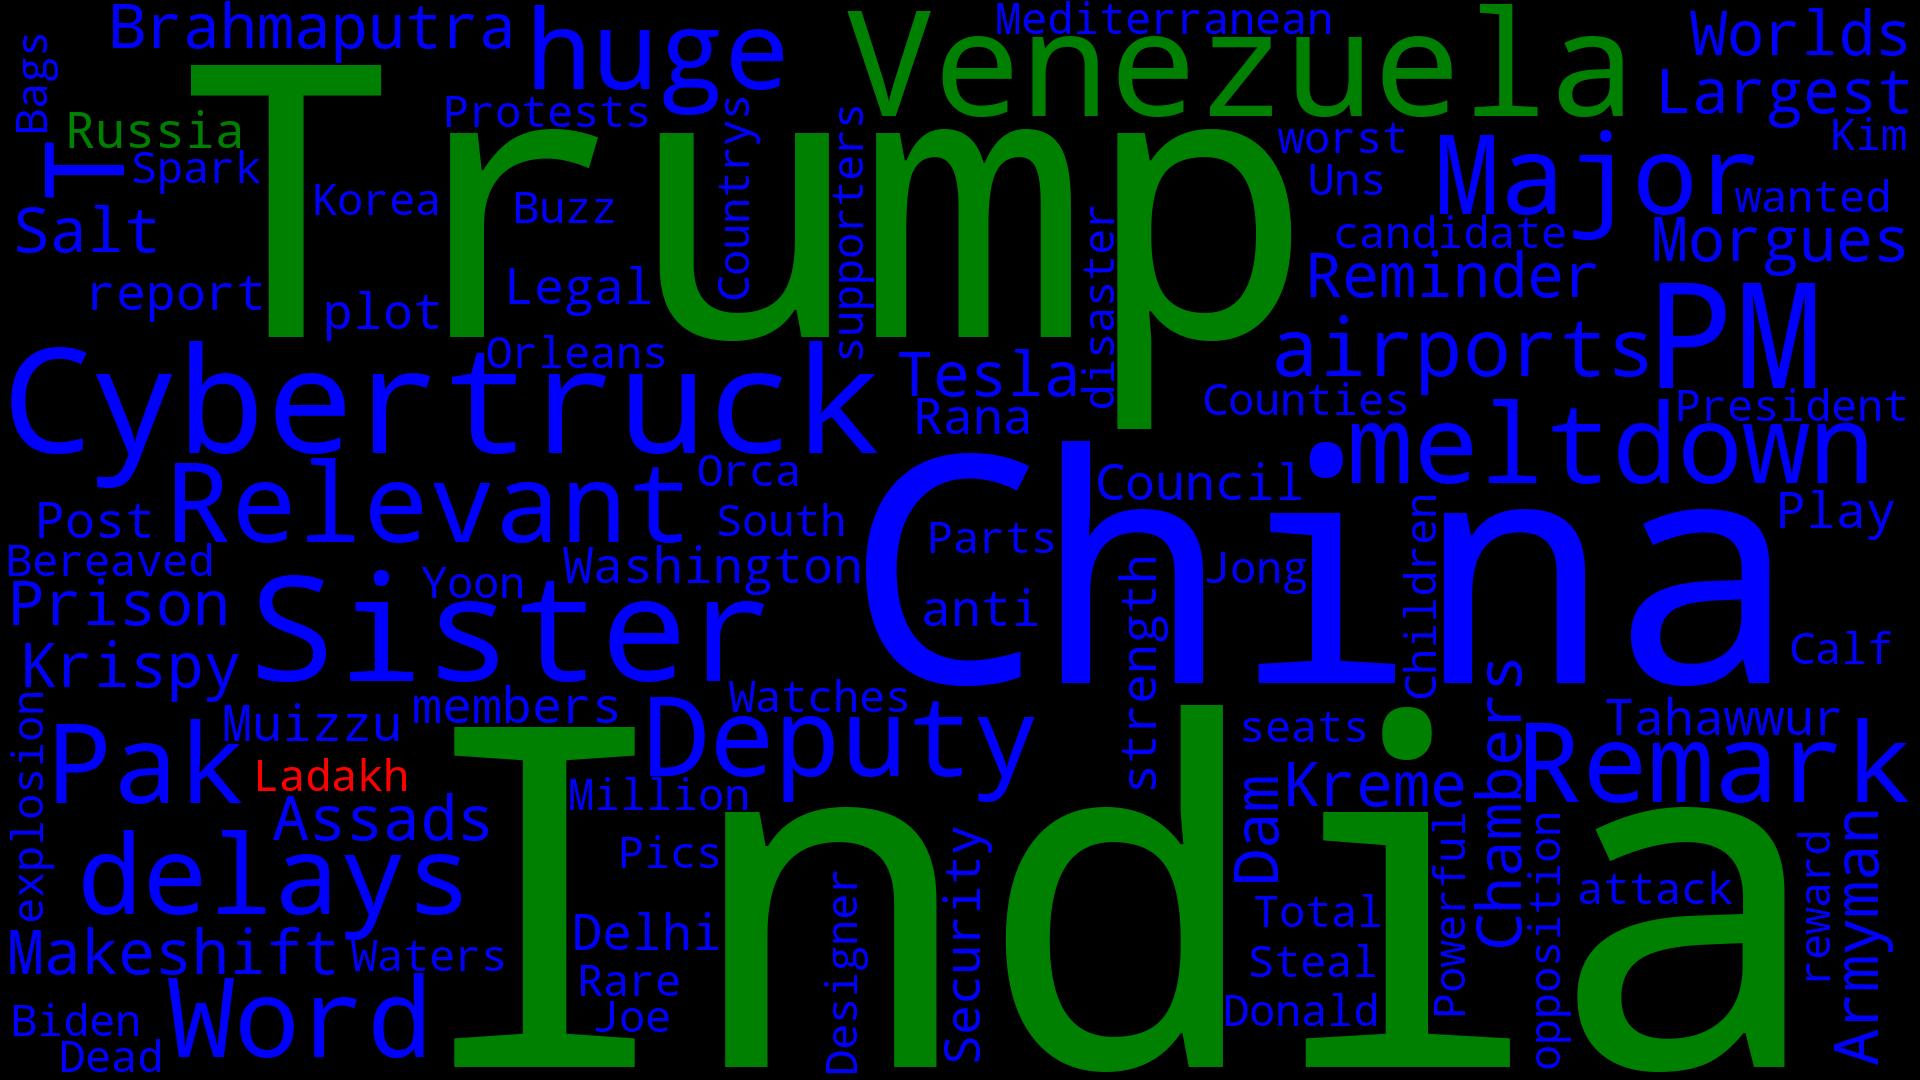 Brahmaputra
huge
Venezuela
Mediterranean
Worlds
Bags
Trump
Largest
Russia
Protests
Countrys
supporters
worst
Major
Kim
T
Spark
Korea
Buzz
Uns
wanted
Salt
candidate
Morgues
report
plot
Legal
disaster
Reminder
PM
Cybertruck
Orleans
Tesla
airports
Rana
Counties
President
meltdown
Relevant
Orca
China
Council
Post
South
Parts
Children
Play
Bereaved
Washington
Jong
Prison
Sister
Yoon
anti
strength
Krispy
Calf
explosion
Muizzu
members
Watches
Deputy
seats
Chambers
Tahawwur
Pak
Ladakh
India
Million
Kreme
Remark
Assads
Dam
delays
Pics
Security
Powerful
opposition
attack
reward
Armyman
Delhi
Designer
Total
Makeshift
Waters
Rare
Steal
Biden
Word
Joe
Donald
Dead